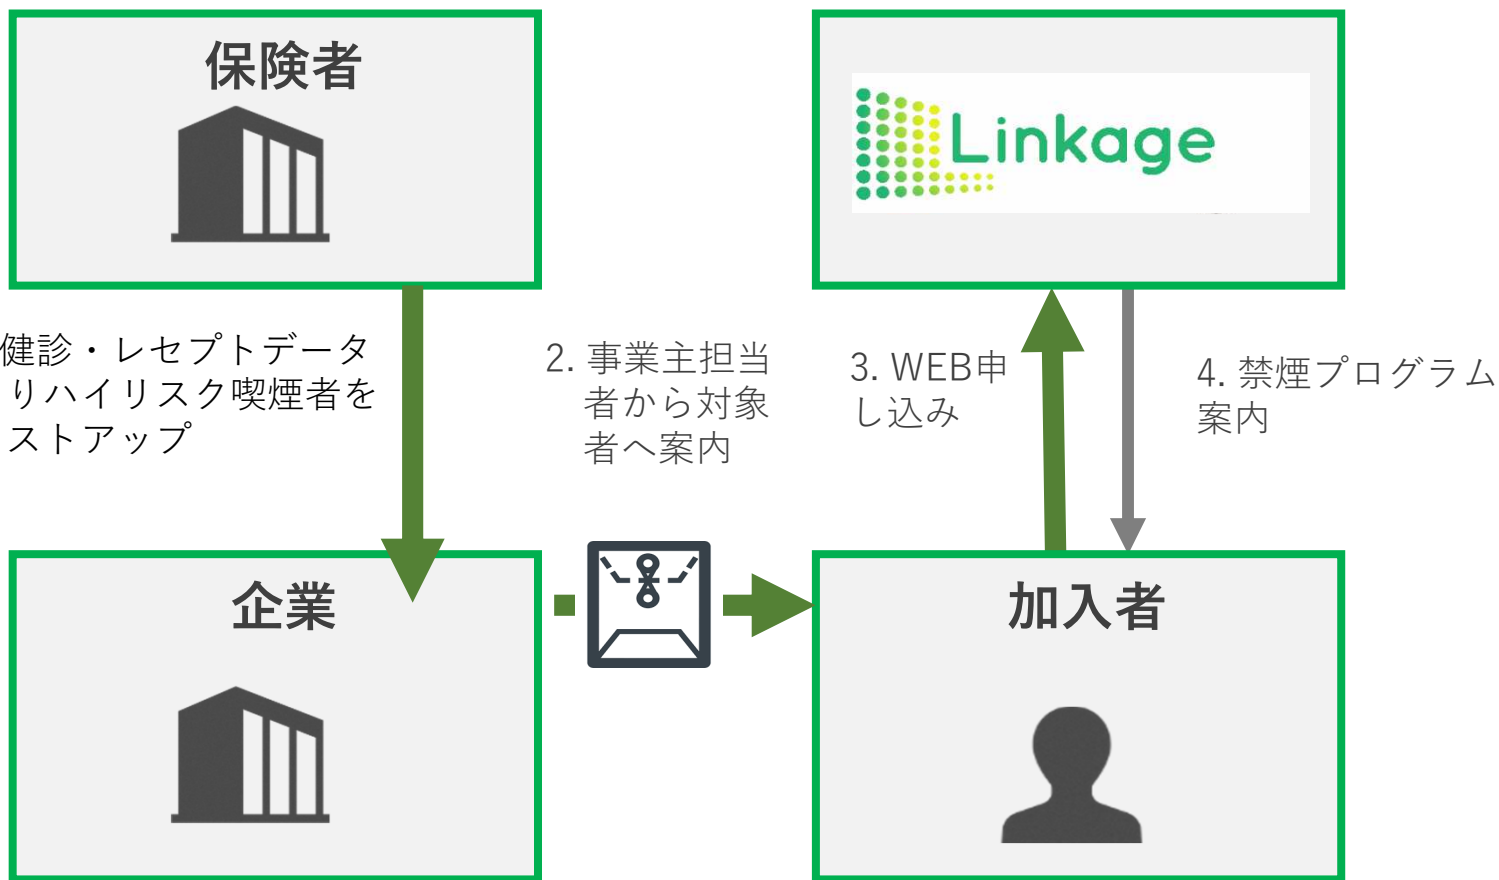 保険者
Linkage
健診・レセプトデータ
りハイリスク喫煙者を
ストアップ
2. 事業主担当
者から対象
者へ案内
3. WEB申
し込み
4. 禁煙プログラム
案内
企業
加入者